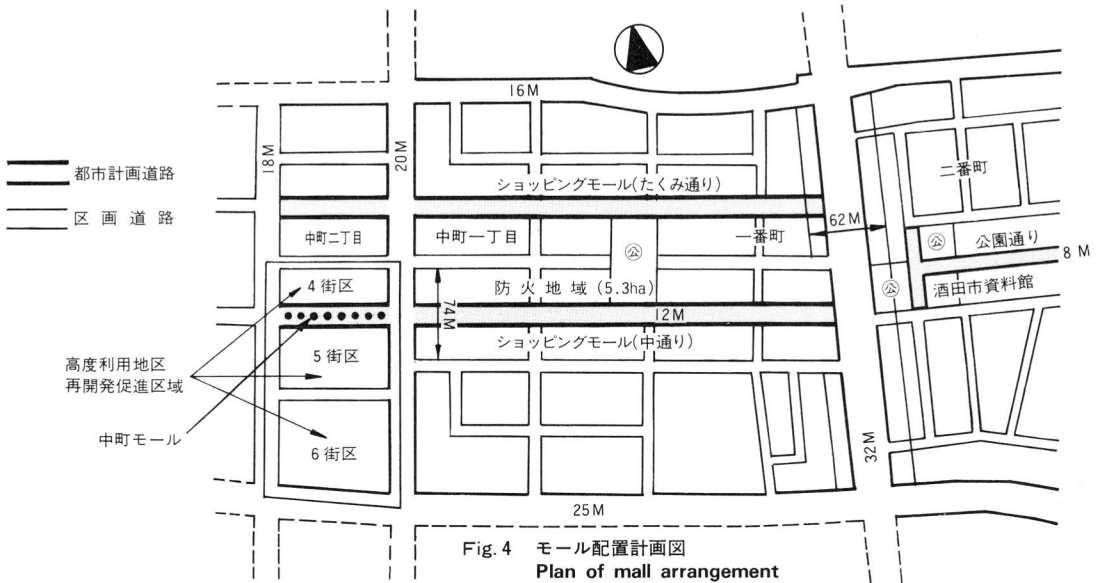 16M
18M
20M
都市計画道路
区画道路
ショッピングモール(たくみ通り)
二番町
中町二丁目
中町一丁目
公
一番町
62M
公
公園通り
8 M
4街区
74M
防火地域 (5.3ha)
公
酒田市資料館
12M
ショッピングモール(中通り)
5街区
高度利用地区
再開発促進区域
中町モール
6街区
32M
25M
Fig. 4 モール配置計画図
Plan of mall arrangement